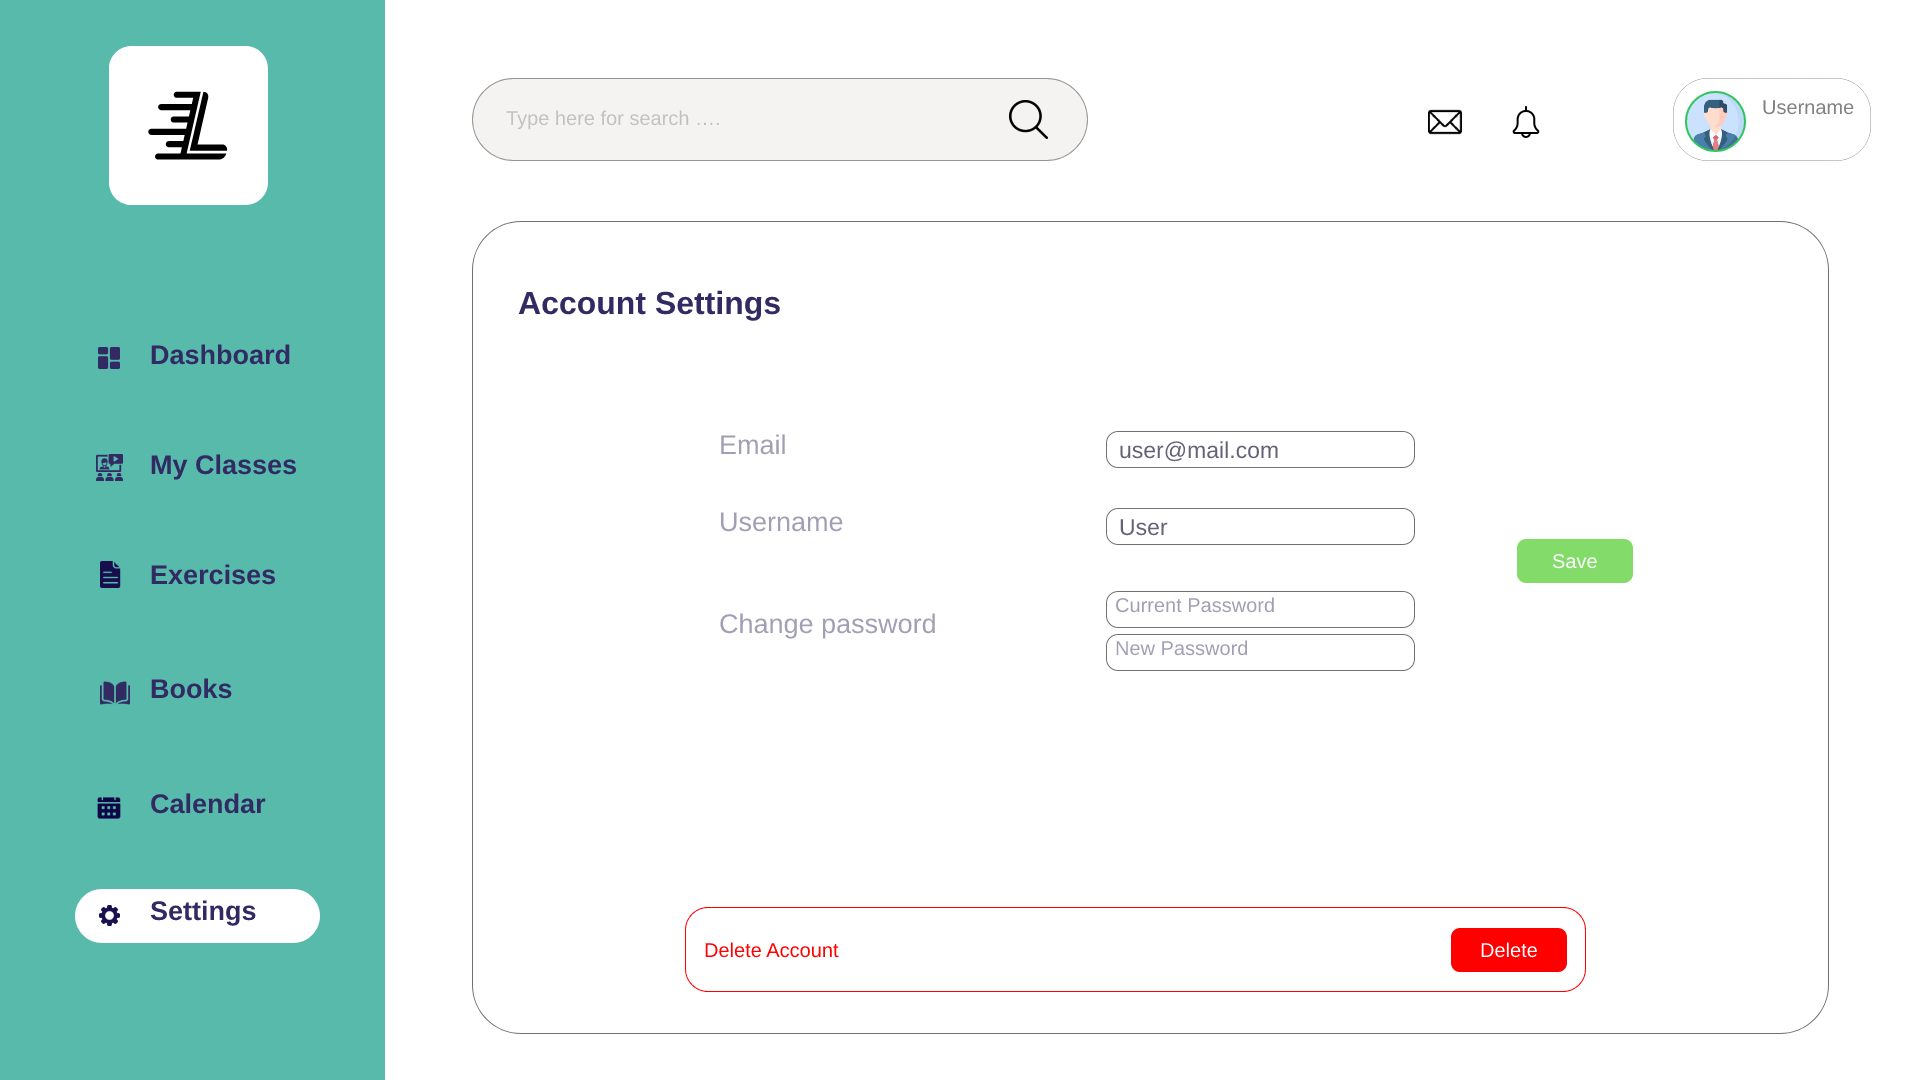 Type here for search ....
Username
Dashboard
My Classes
Exercises
Books
Calendar
Settings
Account Settings
Email
user@mail.com
Username
User
Save
Change password
Current Password
New Password
Delete Account
Delete